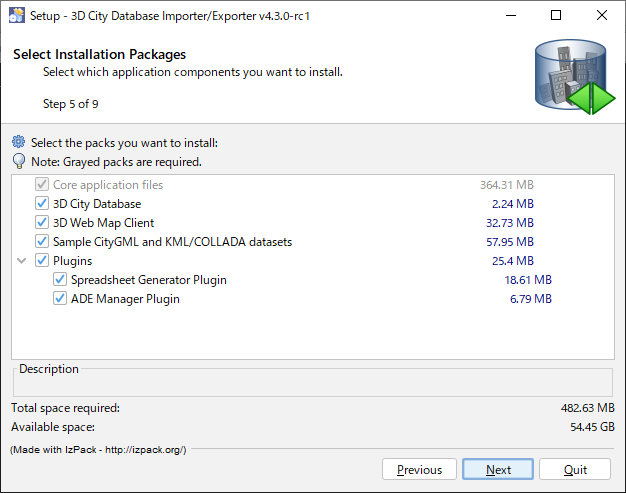 Setup - 3D City Database Importer/Exporter v4.3.0-rc1
Select Installation Packages
Select which application components you want to install.
Step 5 of 9
Select the packs you want to install:
Note: Grayed packs are required.
Core application files 364.31 MB
3D City Database 2.24 MB
3D Web Map Client 32.73 MB
Sample CityGML and KML/COLLADA datasets 57.95 MB
Plugins 25.4 MB
Spreadsheet Generator Plugin 18.61 MB
ADE Manager Plugin 6.79 MB
Description
Total space required: 482.63 MB
Available space: 54.45 GB
(Made with IzPack - http://izpack.org/)
Previous Next Quit